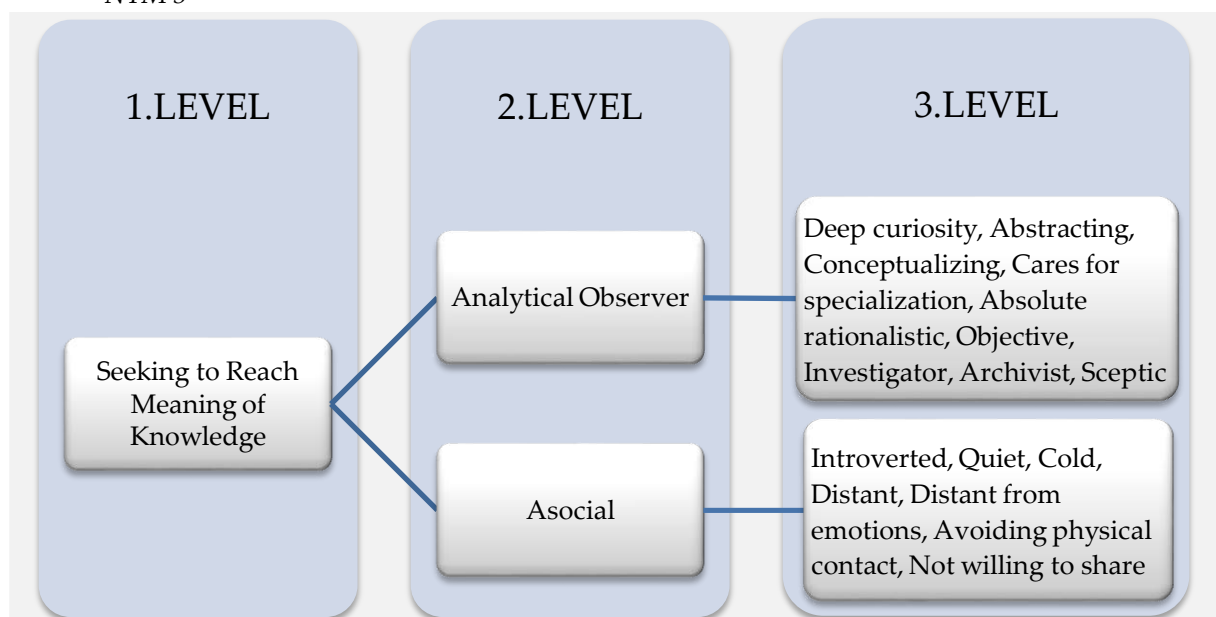 NTM 5
1.LEVEL
2.LEVEL
3.LEVEL
Seeking to Reach
Meaning of
Knowledge
Analytical Observer
Asocial
Deep curiosity, Abstracting,
Conceptualizing, Cares for
specialization, Absolute
rationalistic, Objective,
Investigator, Archivist, Sceptic
Introverted, Quiet, Cold,
Distant, Distant from
emotions, Avoiding physical
contact, Not willing to share